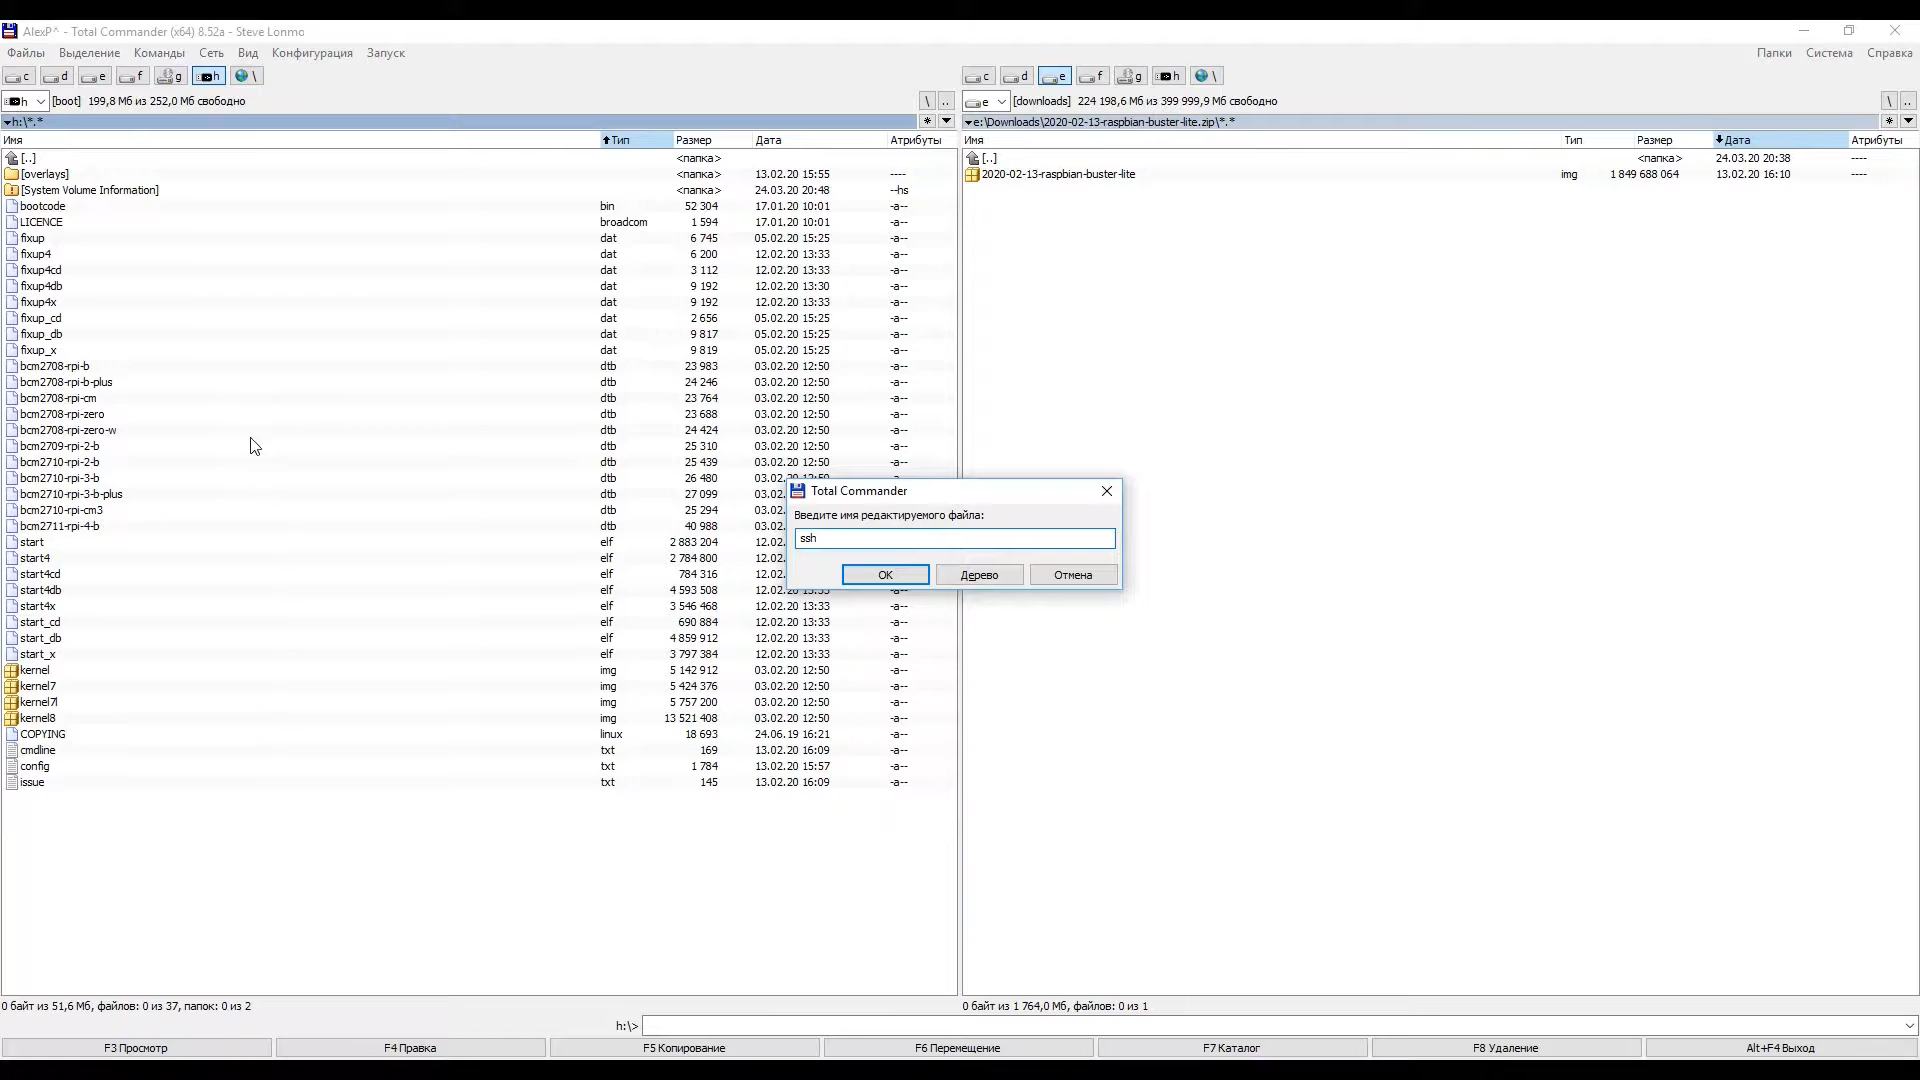 AlexP^ - Total Commander (x64) 8.52a - Steve Lonmo
Файлы Выделение Команды Сеть Вид Конфигурация Запуск Папки Система Справка
c d e f g h \ c d e f g h \
h [boot] 199,8 Мб из 252,0 Мб свободно \ .. e [downloads] 224 198,6 Мб из 399 999,9 Мб свободно \ ..
h:\*.* * e:\Downloads\2020-02-13-raspbian-buster-lite.zip\*.* *
Имя Тип Размер Дата Атрибуты Имя Тип Размер Дата Атрибуты
[..] <папка> [..] <папка> 24.03.20 20:38 ----
[overlays] <папка> 13.02.20 15:55 ---- 2020-02-13-raspbian-buster-lite img 1 849 688 064 13.02.20 16:10 ----
[System Volume Information] <папка> 24.03.20 20:48 --hs
bootcode bin 52 304 17.01.20 10:01 -a--
LICENCE broadcom 1 594 17.01.20 10:01 -a--
fixup dat 6 745 05.02.20 15:25 -a--
fixup4 dat 6 200 12.02.20 13:33 -a--
fixup4cd dat 3 112 12.02.20 13:33 -a--
fixup4db dat 9 192 12.02.20 13:30 -a--
fixup4x dat 9 192 12.02.20 13:33 -a--
fixup_cd dat 2 656 05.02.20 15:25 -a--
fixup_db dat 9 817 05.02.20 15:25 -a--
fixup_x dat 9 819 05.02.20 15:25 -a--
bcm2708-rpi-b dtb 23 983 03.02.20 12:50 -a--
bcm2708-rpi-b-plus dtb 24 246 03.02.20 12:50 -a--
bcm2708-rpi-cm dtb 23 764 03.02.20 12:50 -a--
bcm2708-rpi-zero dtb 23 688 03.02.20 12:50 -a--
bcm2708-rpi-zero-w dtb 24 424 03.02.20 12:50 -a--
bcm2709-rpi-2-b dtb 25 310 03.02.20 12:50 -a--
bcm2710-rpi-2-b dtb 25 439 03.02.20 12:50 -a--
bcm2710-rpi-3-b dtb 26 480 03.02.20 12:50 -a--
bcm2710-rpi-3-b-plus dtb 27 099 03.02.
bcm2710-rpi-cm3 dtb 25 294 03.02.
bcm2711-rpi-4-b dtb 40 988 03.02.
start elf 2 883 204 12.02.
start4 elf 2 784 800 12.02.
start4cd elf 784 316 12.02.
start4db elf 4 593 508 12.02.20 13:33 -a--
start4x elf 3 546 468 12.02.20 13:33 -a--
start_cd elf 690 884 12.02.20 13:33 -a--
start_db elf 4 859 912 12.02.20 13:33 -a--
start_x elf 3 797 384 12.02.20 13:33 -a--
kernel img 5 142 912 03.02.20 12:50 -a--
kernel7 img 5 424 376 03.02.20 12:50 -a--
kernel7l img 5 757 200 03.02.20 12:50 -a--
kernel8 img 13 521 408 03.02.20 12:50 -a--
COPYING linux 18 693 24.06.19 16:21 -a--
cmdline txt 169 13.02.20 16:09 -a--
config txt 1 784 13.02.20 15:57 -a--
issue txt 145 13.02.20 16:09 -a--
Total Commander
Введите имя редактируемого файла:
ssh
OK Дерево Отмена
0 байт из 51,6 Мб, файлов: 0 из 37, папок: 0 из 2 0 байт из 1 764,0 Мб, файлов: 0 из 1
h:\>
F3 Просмотр F4 Правка F5 Копирование F6 Перемещение F7 Каталог F8 Удаление Alt+F4 Выход